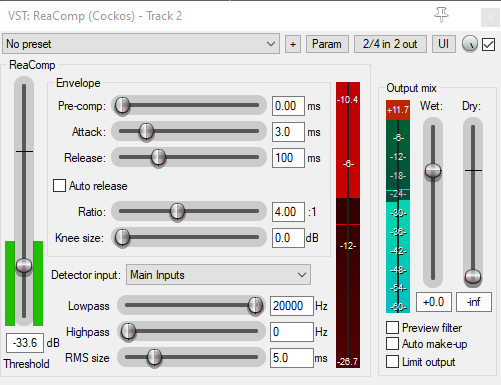 VST: ReaComp (Cockos) - Track 2
No preset
+
Param
2/4 in 2 out
UI
ReaComp
Envelope
Pre-comp: 0.00 ms
Attack: 3.0 ms
Release: 100 ms
Auto release
Ratio: 4.00 :1
Knee size: 0.0 dB
Detector input: Main Inputs
Lowpass 20000 Hz
Highpass 0 Hz
RMS size 5.0 ms
-33.6 dB
Threshold
-10.4
-6-
-12-
-26.7
Output mix
Wet: Dry:
+11.7
-6-
-12-
-18-
-24-
-30-
-36-
-42-
-48-
-54-
-60-
+0.0 -inf
Preview filter
Auto make-up
Limit output